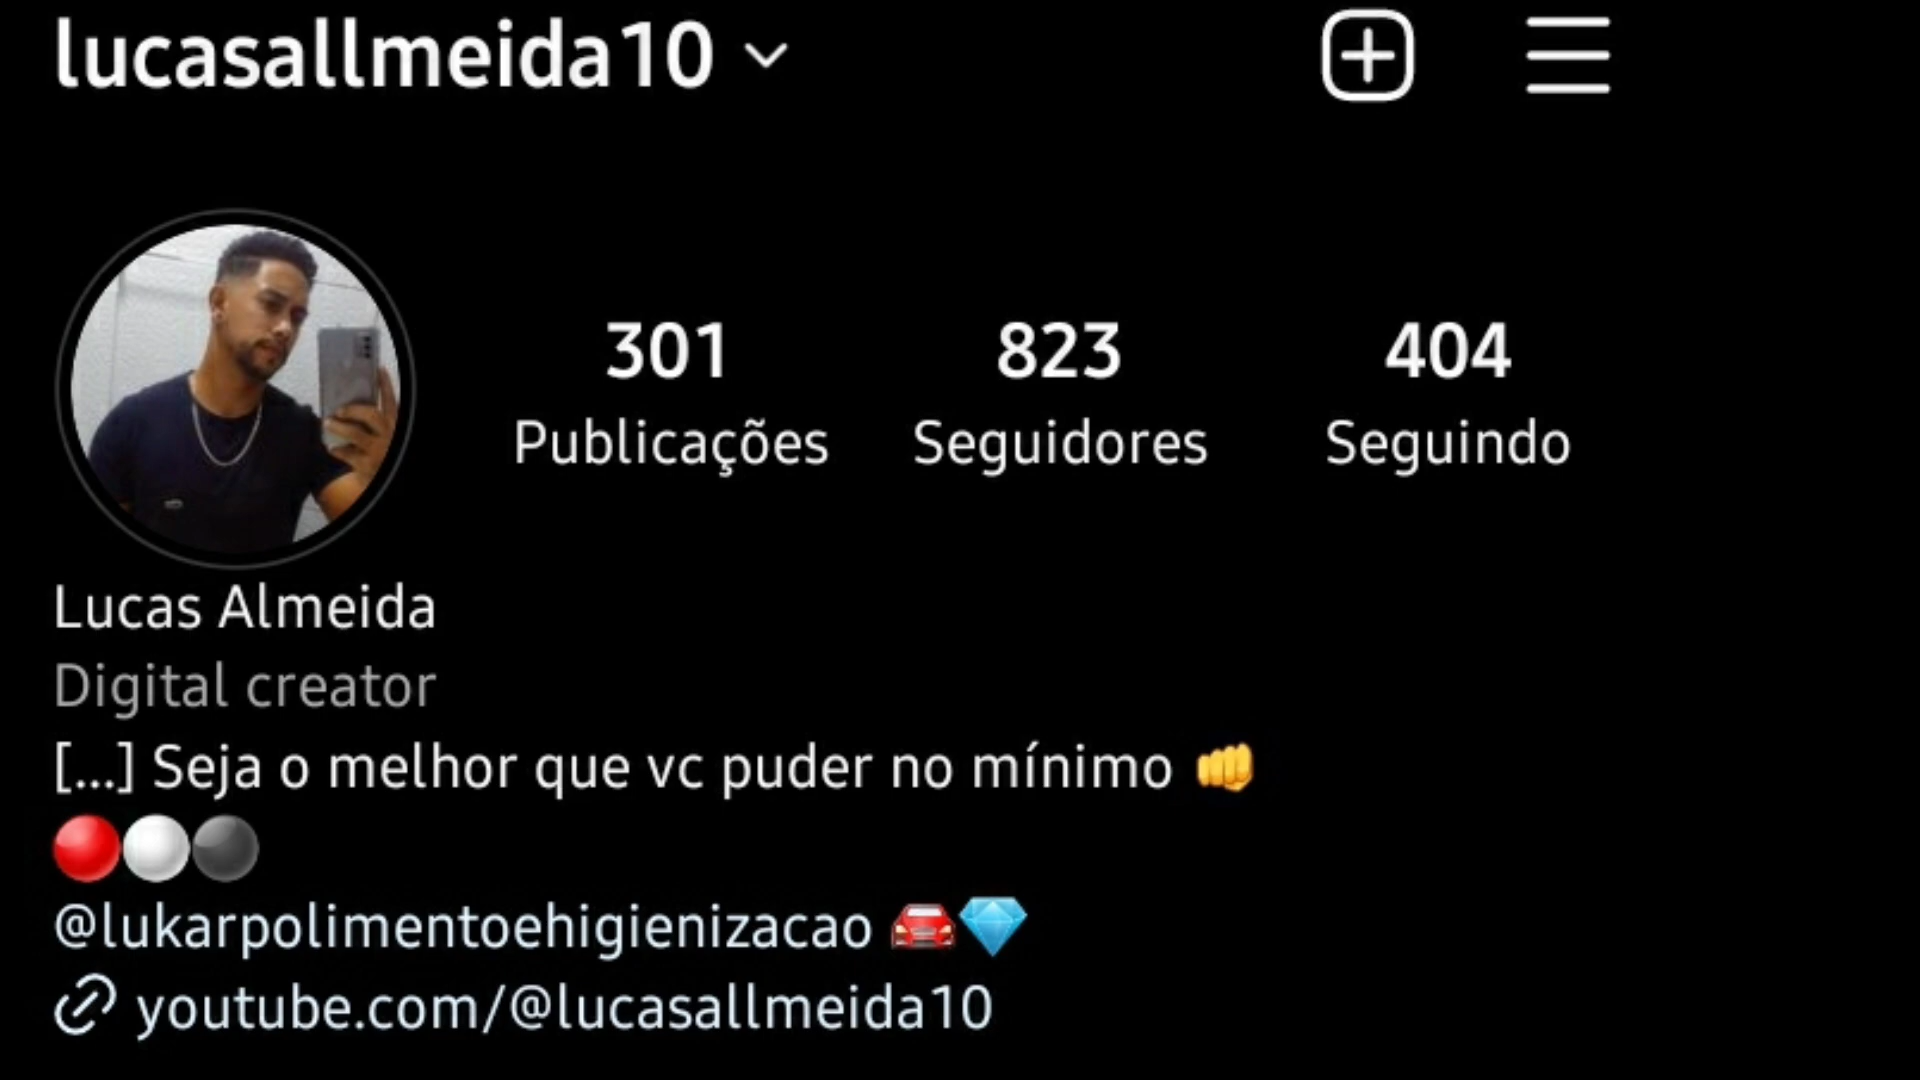 lucasallmeida10
301 823 404
Publicações Seguidores Seguindo
Lucas Almeida
Digital creator
[...] Seja o melhor que vc puder no mínimo 👊
🔴⚪⚫
@lukarpolimentoehigienizacao 🚘💎
youtube.com/@lucasallmeida10